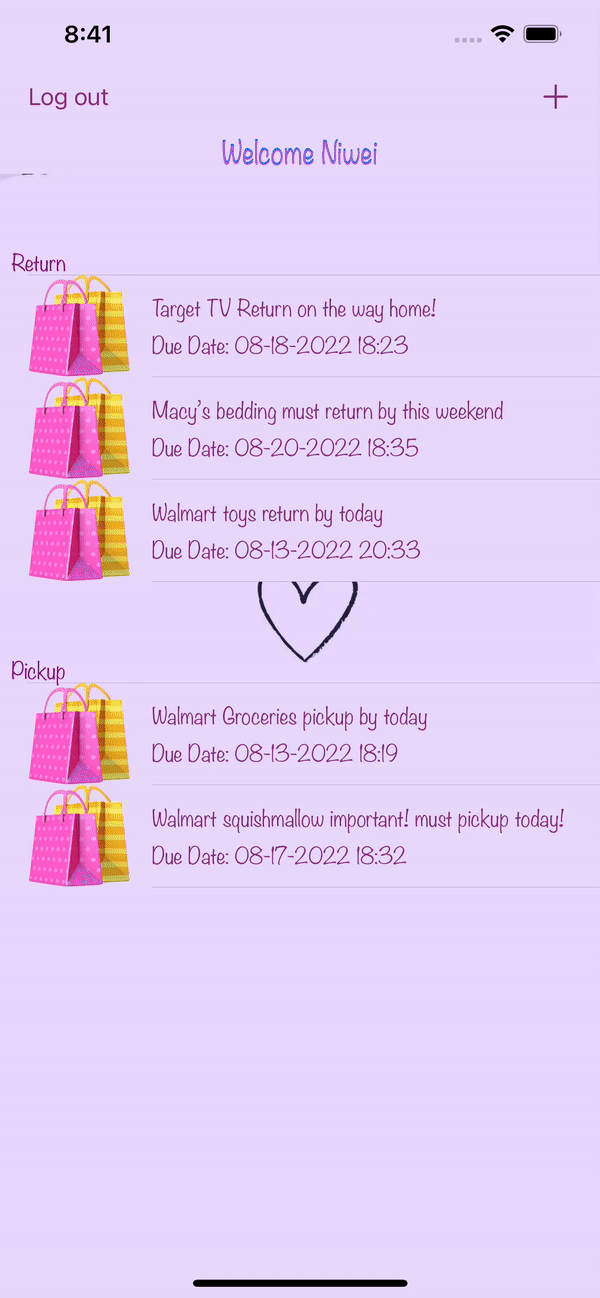 8:41
Log out
Welcome Niwei
Return
Target TV Return on the way home!
Due Date: 08-18-2022 18:23
Macy's bedding must return by this weekend
Due Date: 08-20-2022 18:35
Walmart toys return by today
Due Date: 08-13-2022 20:33
Pickup
Walmart Groceries pickup by today
Due Date: 08-13-2022 18:19
Walmart squishmallow important! must pickup today!
Due Date: 08-17-2022 18:32